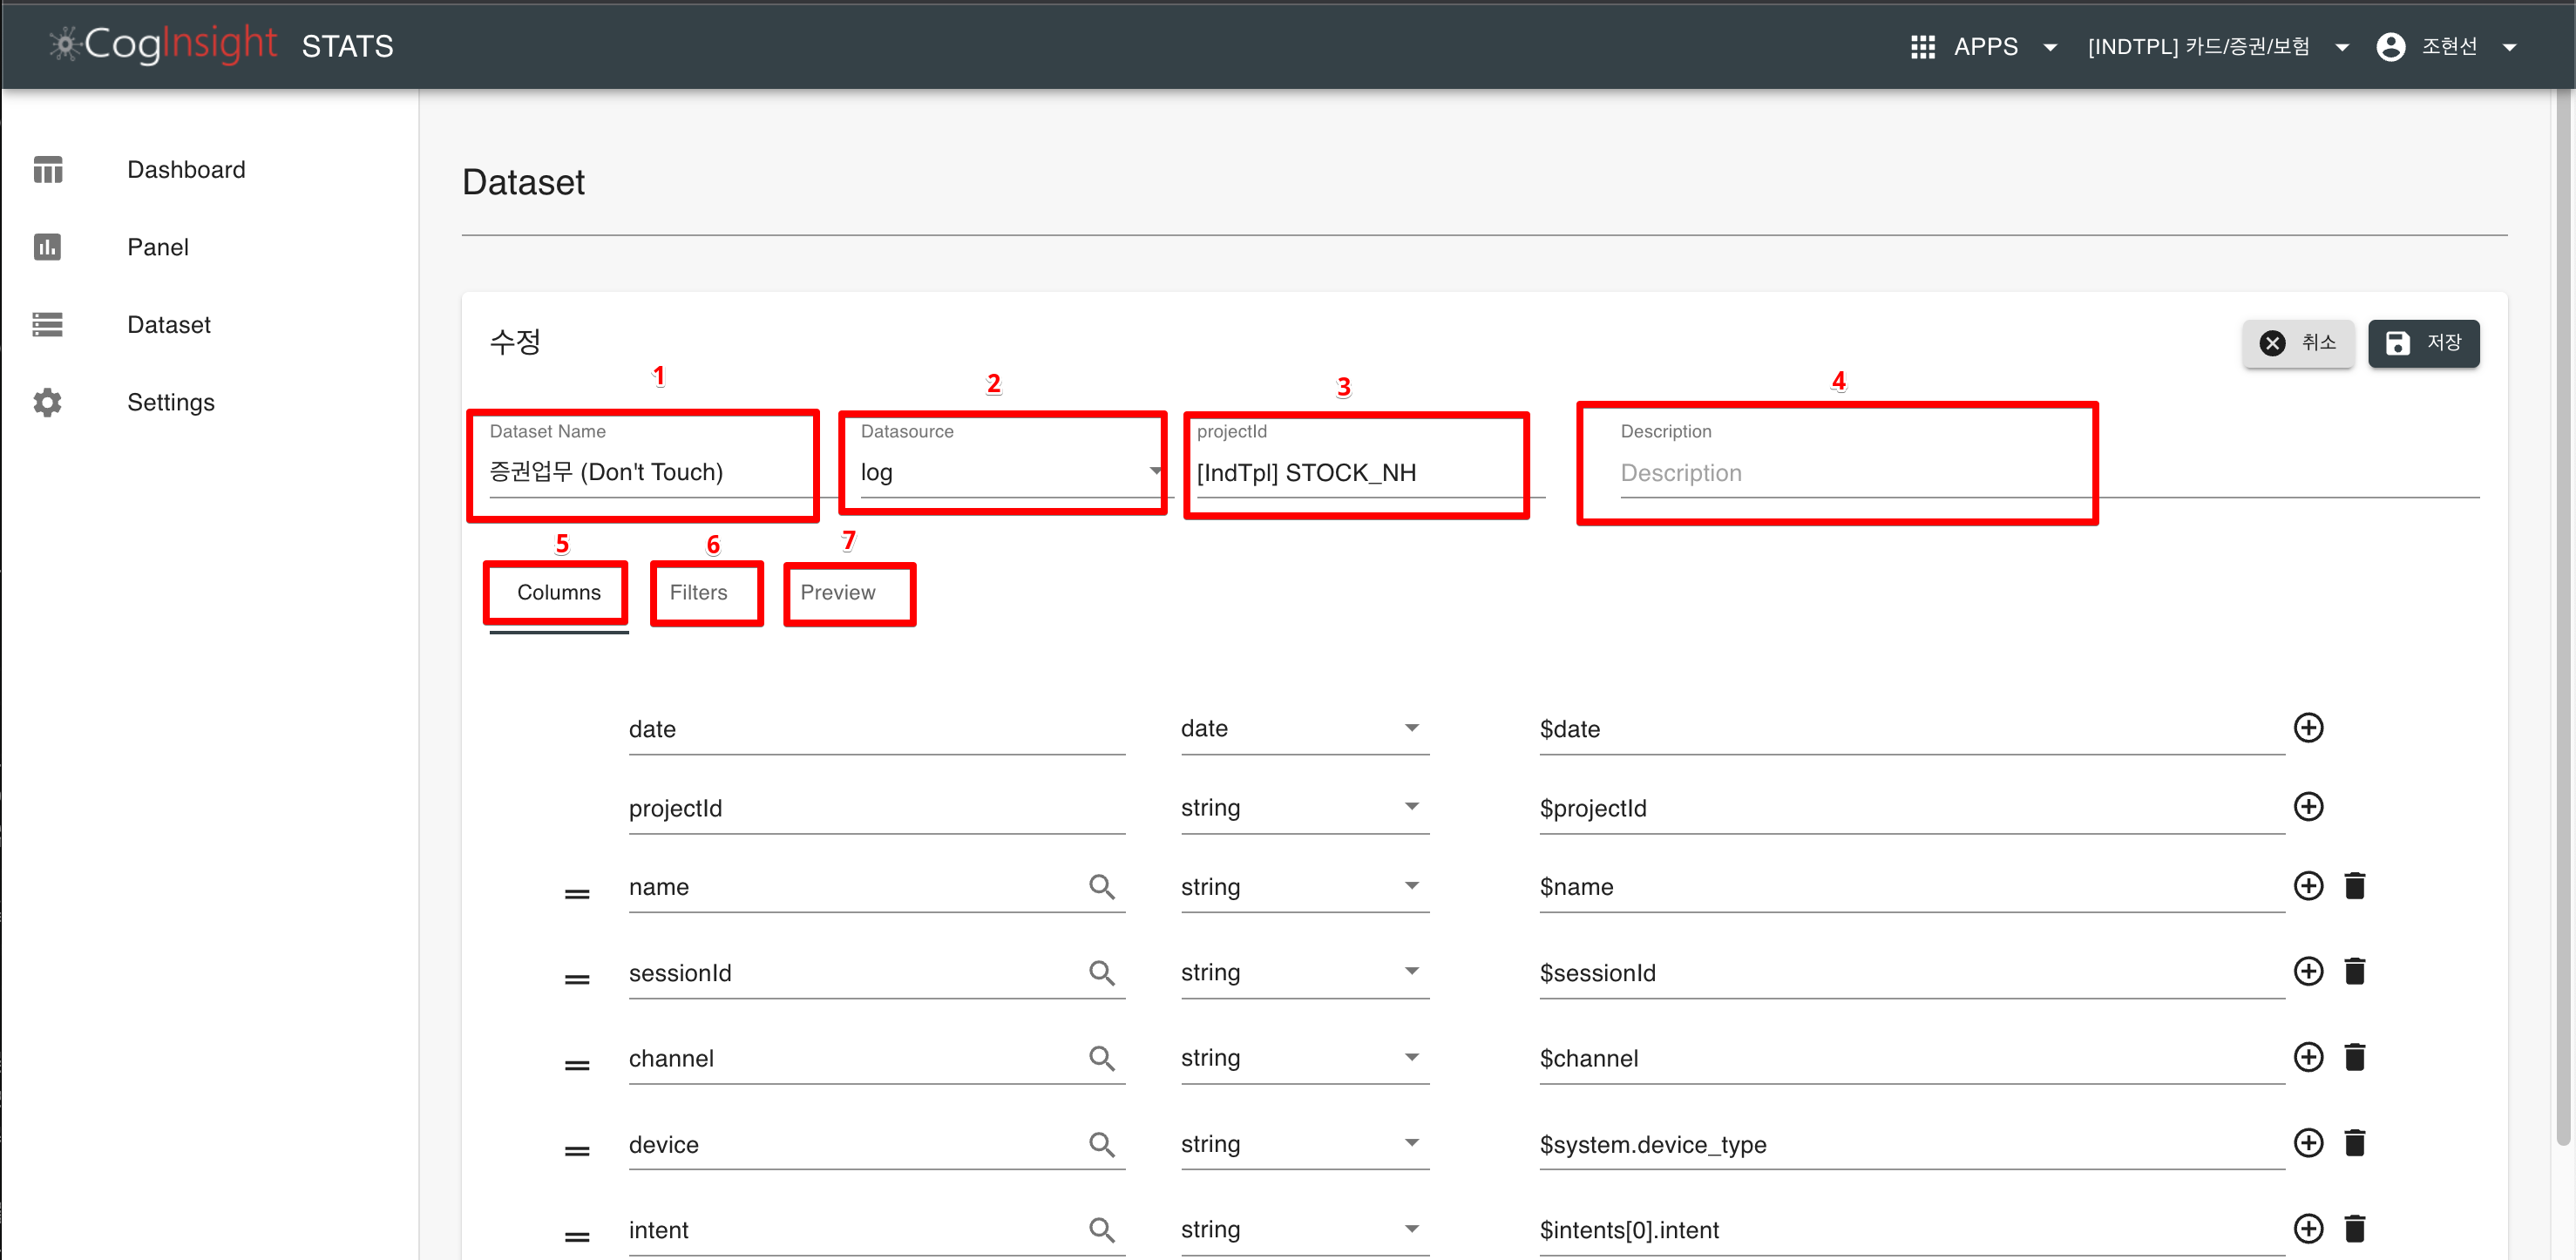 CogInsight STATS APPS [INDTPL] 카드/증권/보험 조현선
Dashboard
Panel
Dataset
Settings
Dataset
수정
취소
저장
1
2
3
4
Dataset Name
Datasource
projectId
Description
증권업무 (Don't Touch)
log
[IndTpl] STOCK_NH
Description
5
6
7
Columns
Filters
Preview
date date $date
projectId string $projectId
name string $name
sessionId string $sessionId
channel string $channel
device string $system.device_type
intent string $intents[0].intent